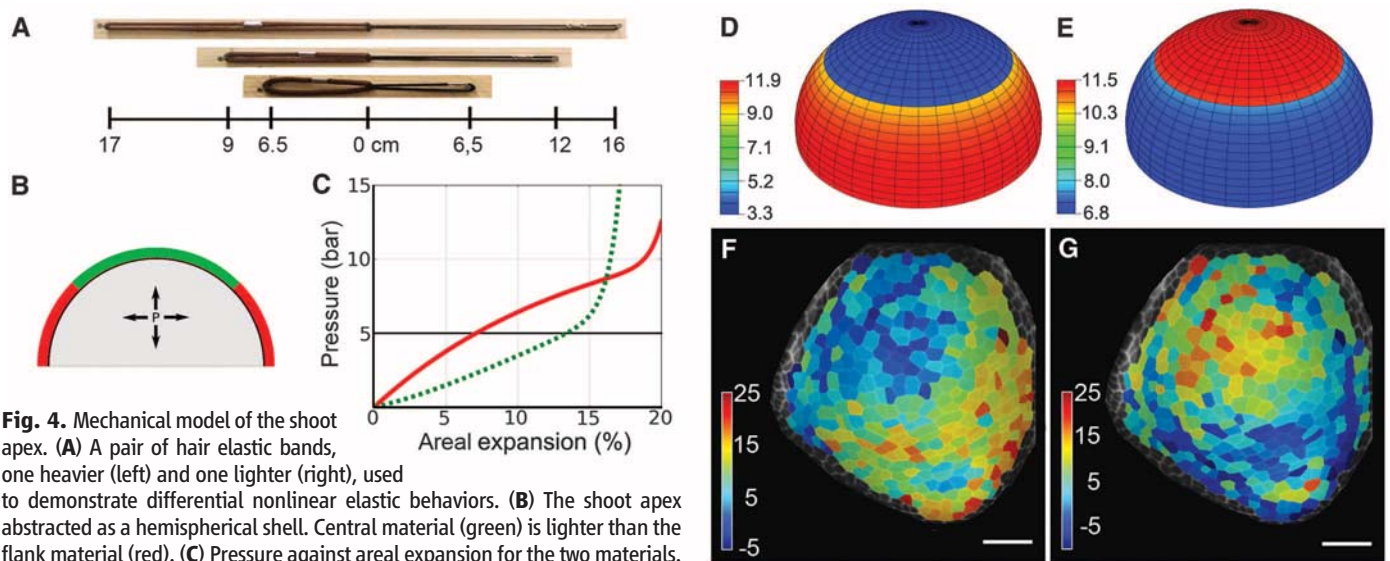 A
17 9 6.5 0 cm 6,5 12 16
B
P
C
15
10
5
0 5 10 15 20
Pressure (bar)
Areal expansion (%)
D
11.9
9.0
7.1
5.2
3.3
E
11.5
10.3
9.1
8.0
6.8
F
25
15
5
-5
G
25
15
5
-5
Fig. 4. Mechanical model of the shoot
apex. (A) A pair of hair elastic bands,
one heavier (left) and one lighter (right), used
to demonstrate differential nonlinear elastic behaviors. (B) The shoot apex
abstracted as a hemispherical shell. Central material (green) is lighter than the
flank material (red). (C) Pressure against areal expansion for the two materials.